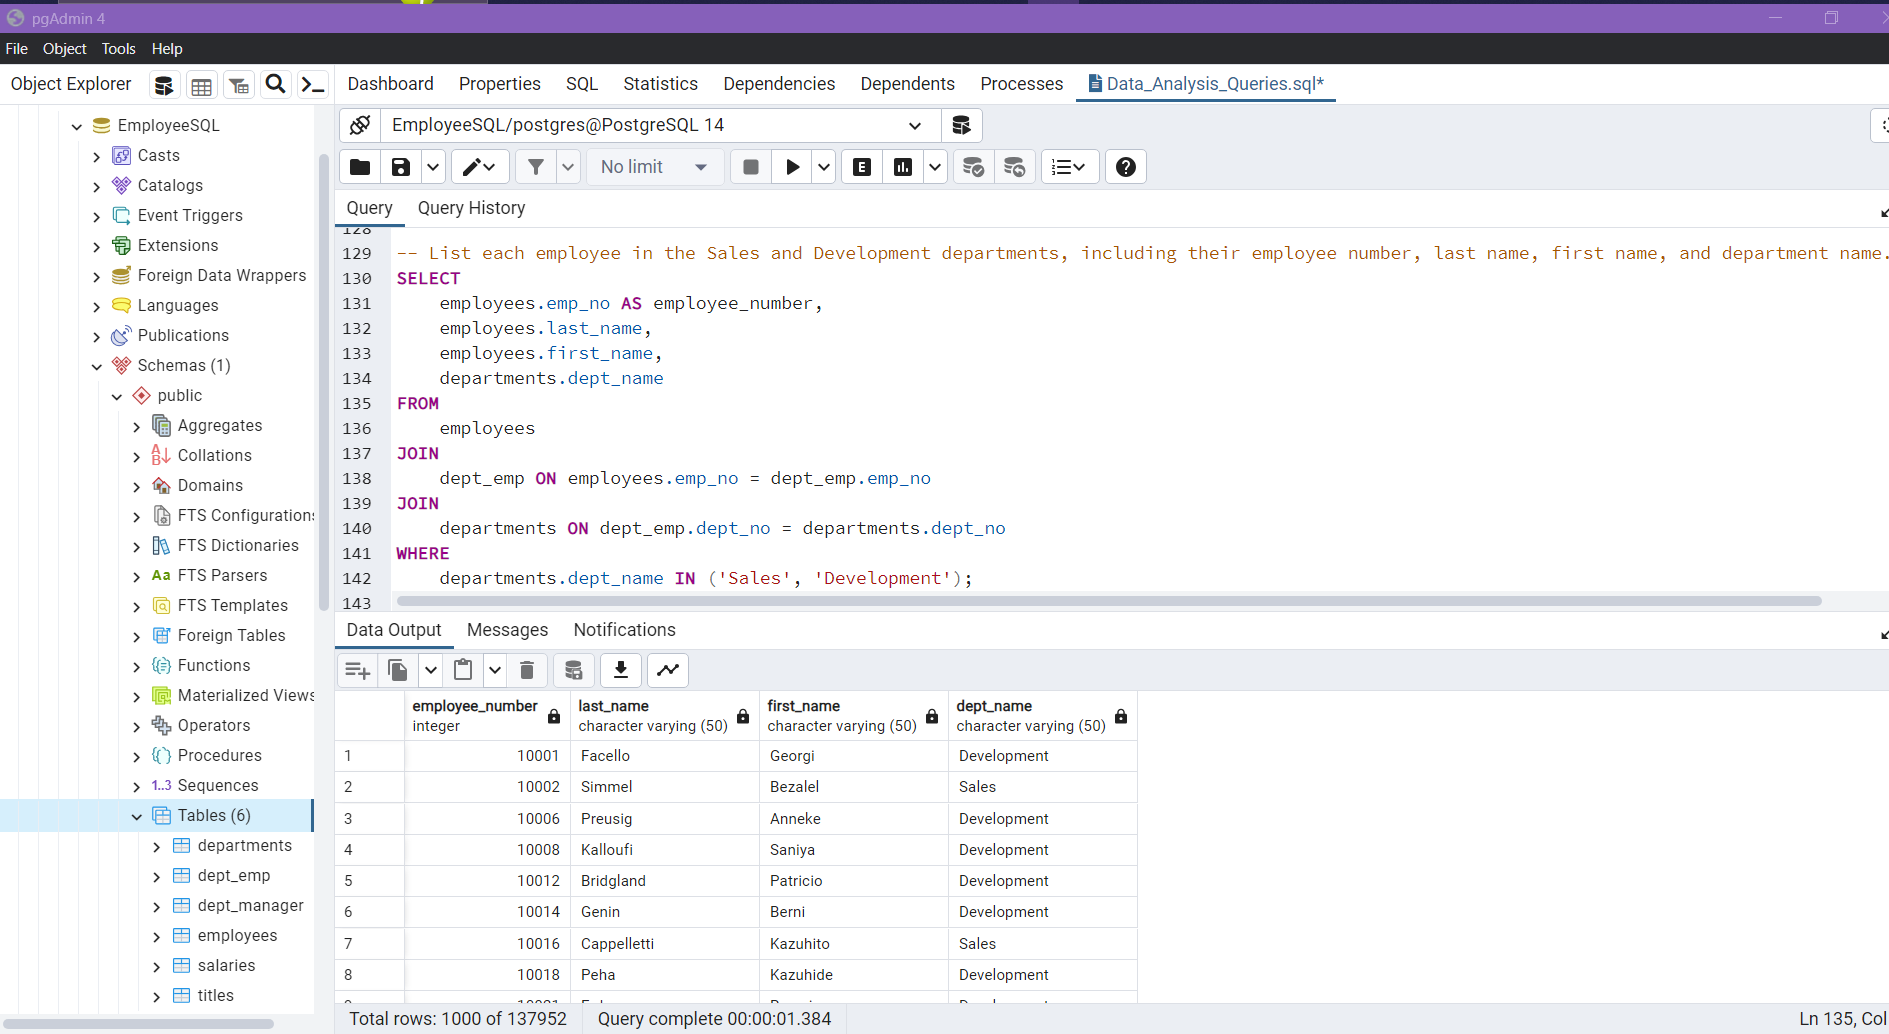 pgAdmin 4
File Object Tools Help
Object Explorer
Dashboard Properties SQL Statistics Dependencies Dependents Processes Data_Analysis_Queries.sql*
EmployeeSQL
Casts
Catalogs
Event Triggers
Extensions
Foreign Data Wrappers
Languages
Publications
Schemas (1)
public
Aggregates
Collations
Domains
FTS Configurations
FTS Dictionaries
Aa FTS Parsers
FTS Templates
Foreign Tables
Functions
Materialized Views
Operators
Procedures
1..3 Sequences
Tables (6)
departments
dept_emp
dept_manager
employees
salaries
titles
EmployeeSQL/postgres@PostgreSQL 14
No limit
E
Query Query History
128
129 -- List each employee in the Sales and Development departments, including their employee number, last name, first name, and department name.
130 SELECT
131 employees.emp_no AS employee_number,
132 employees.last_name,
133 employees.first_name,
134 departments.dept_name
135 FROM
136 employees
137 JOIN
138 dept_emp ON employees.emp_no = dept_emp.emp_no
139 JOIN
140 departments ON dept_emp.dept_no = departments.dept_no
141 WHERE
142 departments.dept_name IN ('Sales', 'Development');
143
Data Output Messages Notifications
employee_number last_name first_name dept_name
integer character varying (50) character varying (50) character varying (50)
1 10001 Facello Georgi Development
2 10002 Simmel Bezalel Sales
3 10006 Preusig Anneke Development
4 10008 Kalloufi Saniya Development
5 10012 Bridgland Patricio Development
6 10014 Genin Berni Development
7 10016 Cappelletti Kazuhito Sales
8 10018 Peha Kazuhide Development
Total rows: 1000 of 137952 Query complete 00:00:01.384 Ln 135, Col